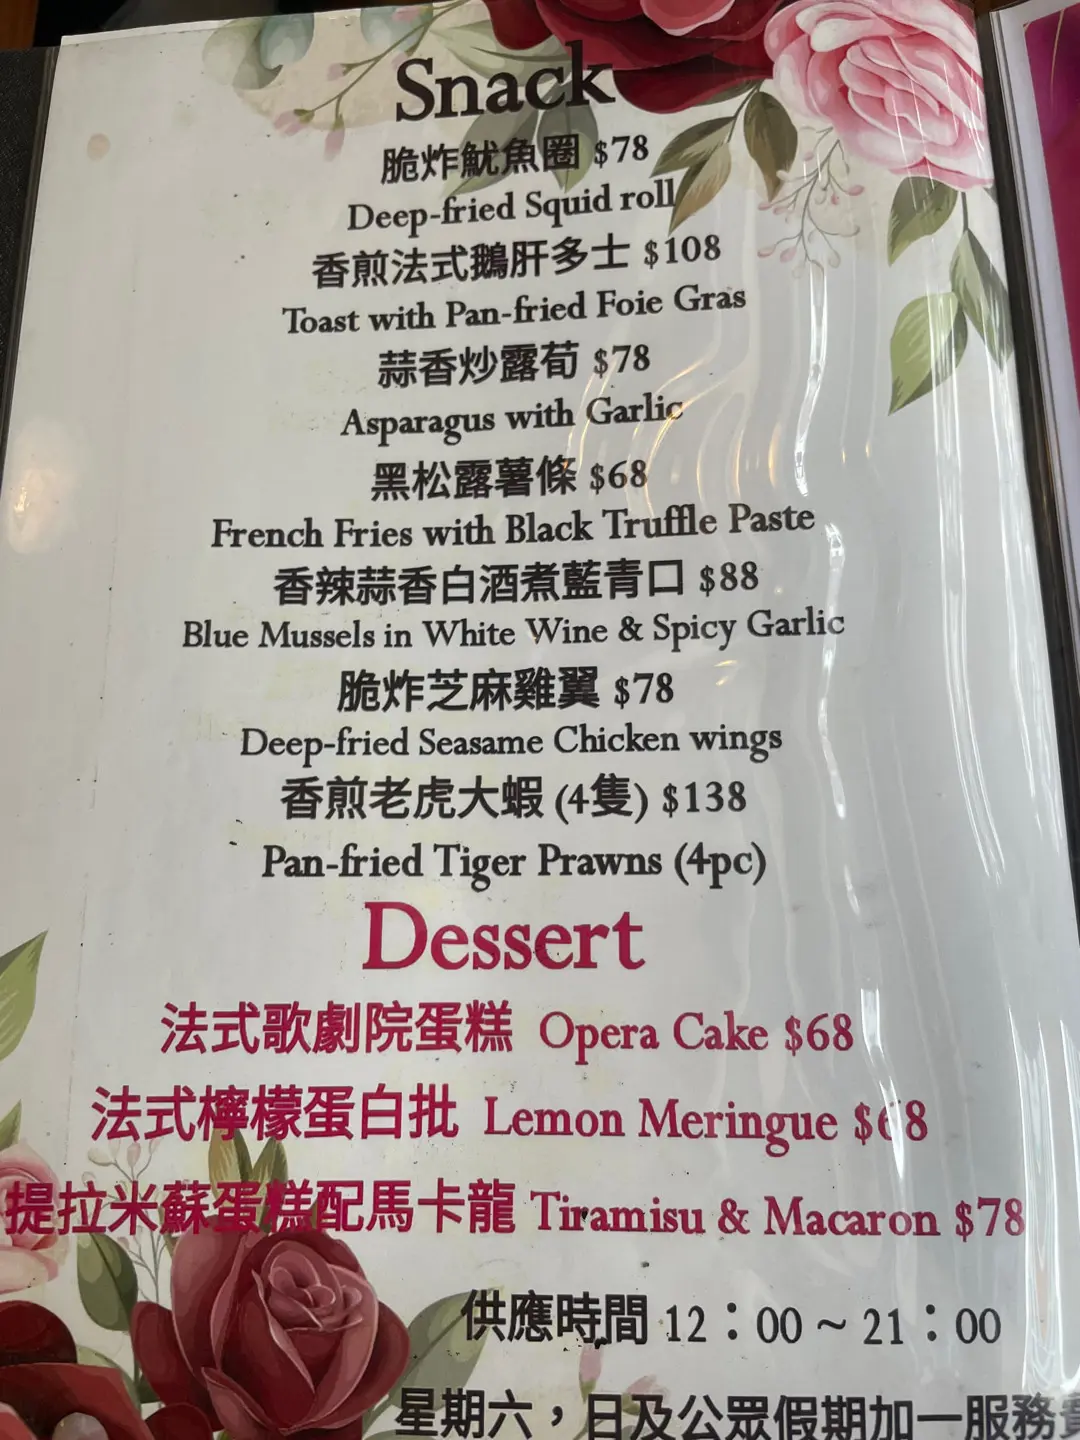 Snack
脆炸魷魚圈 $78
Deep-fried Squid roll
香煎法式鵝肝多士 $108
Toast with Pan-fried Foie Gras
蒜香炒露荀 $78
Asparagus with Garlic
黑松露薯條 $68
French Fries with Black Truffle Paste
香辣蒜香白酒煮藍青口 $88
Blue Mussels in White Wine & Spicy Garlic
脆炸芝麻雞翼 $78
Deep-fried Seasame Chicken wings
香煎老虎大蝦 (4隻) $138
Pan-fried Tiger Prawns (4pc)
Dessert
法式歌劇院蛋糕 Opera Cake $68
法式檸檬蛋白批 Lemon Meringue $68
提拉米蘇蛋糕配馬卡龍 Tiramisu & Macaron $78
供應時間 12：00 ~ 21：00
星期六，日及公眾假期加一服務費